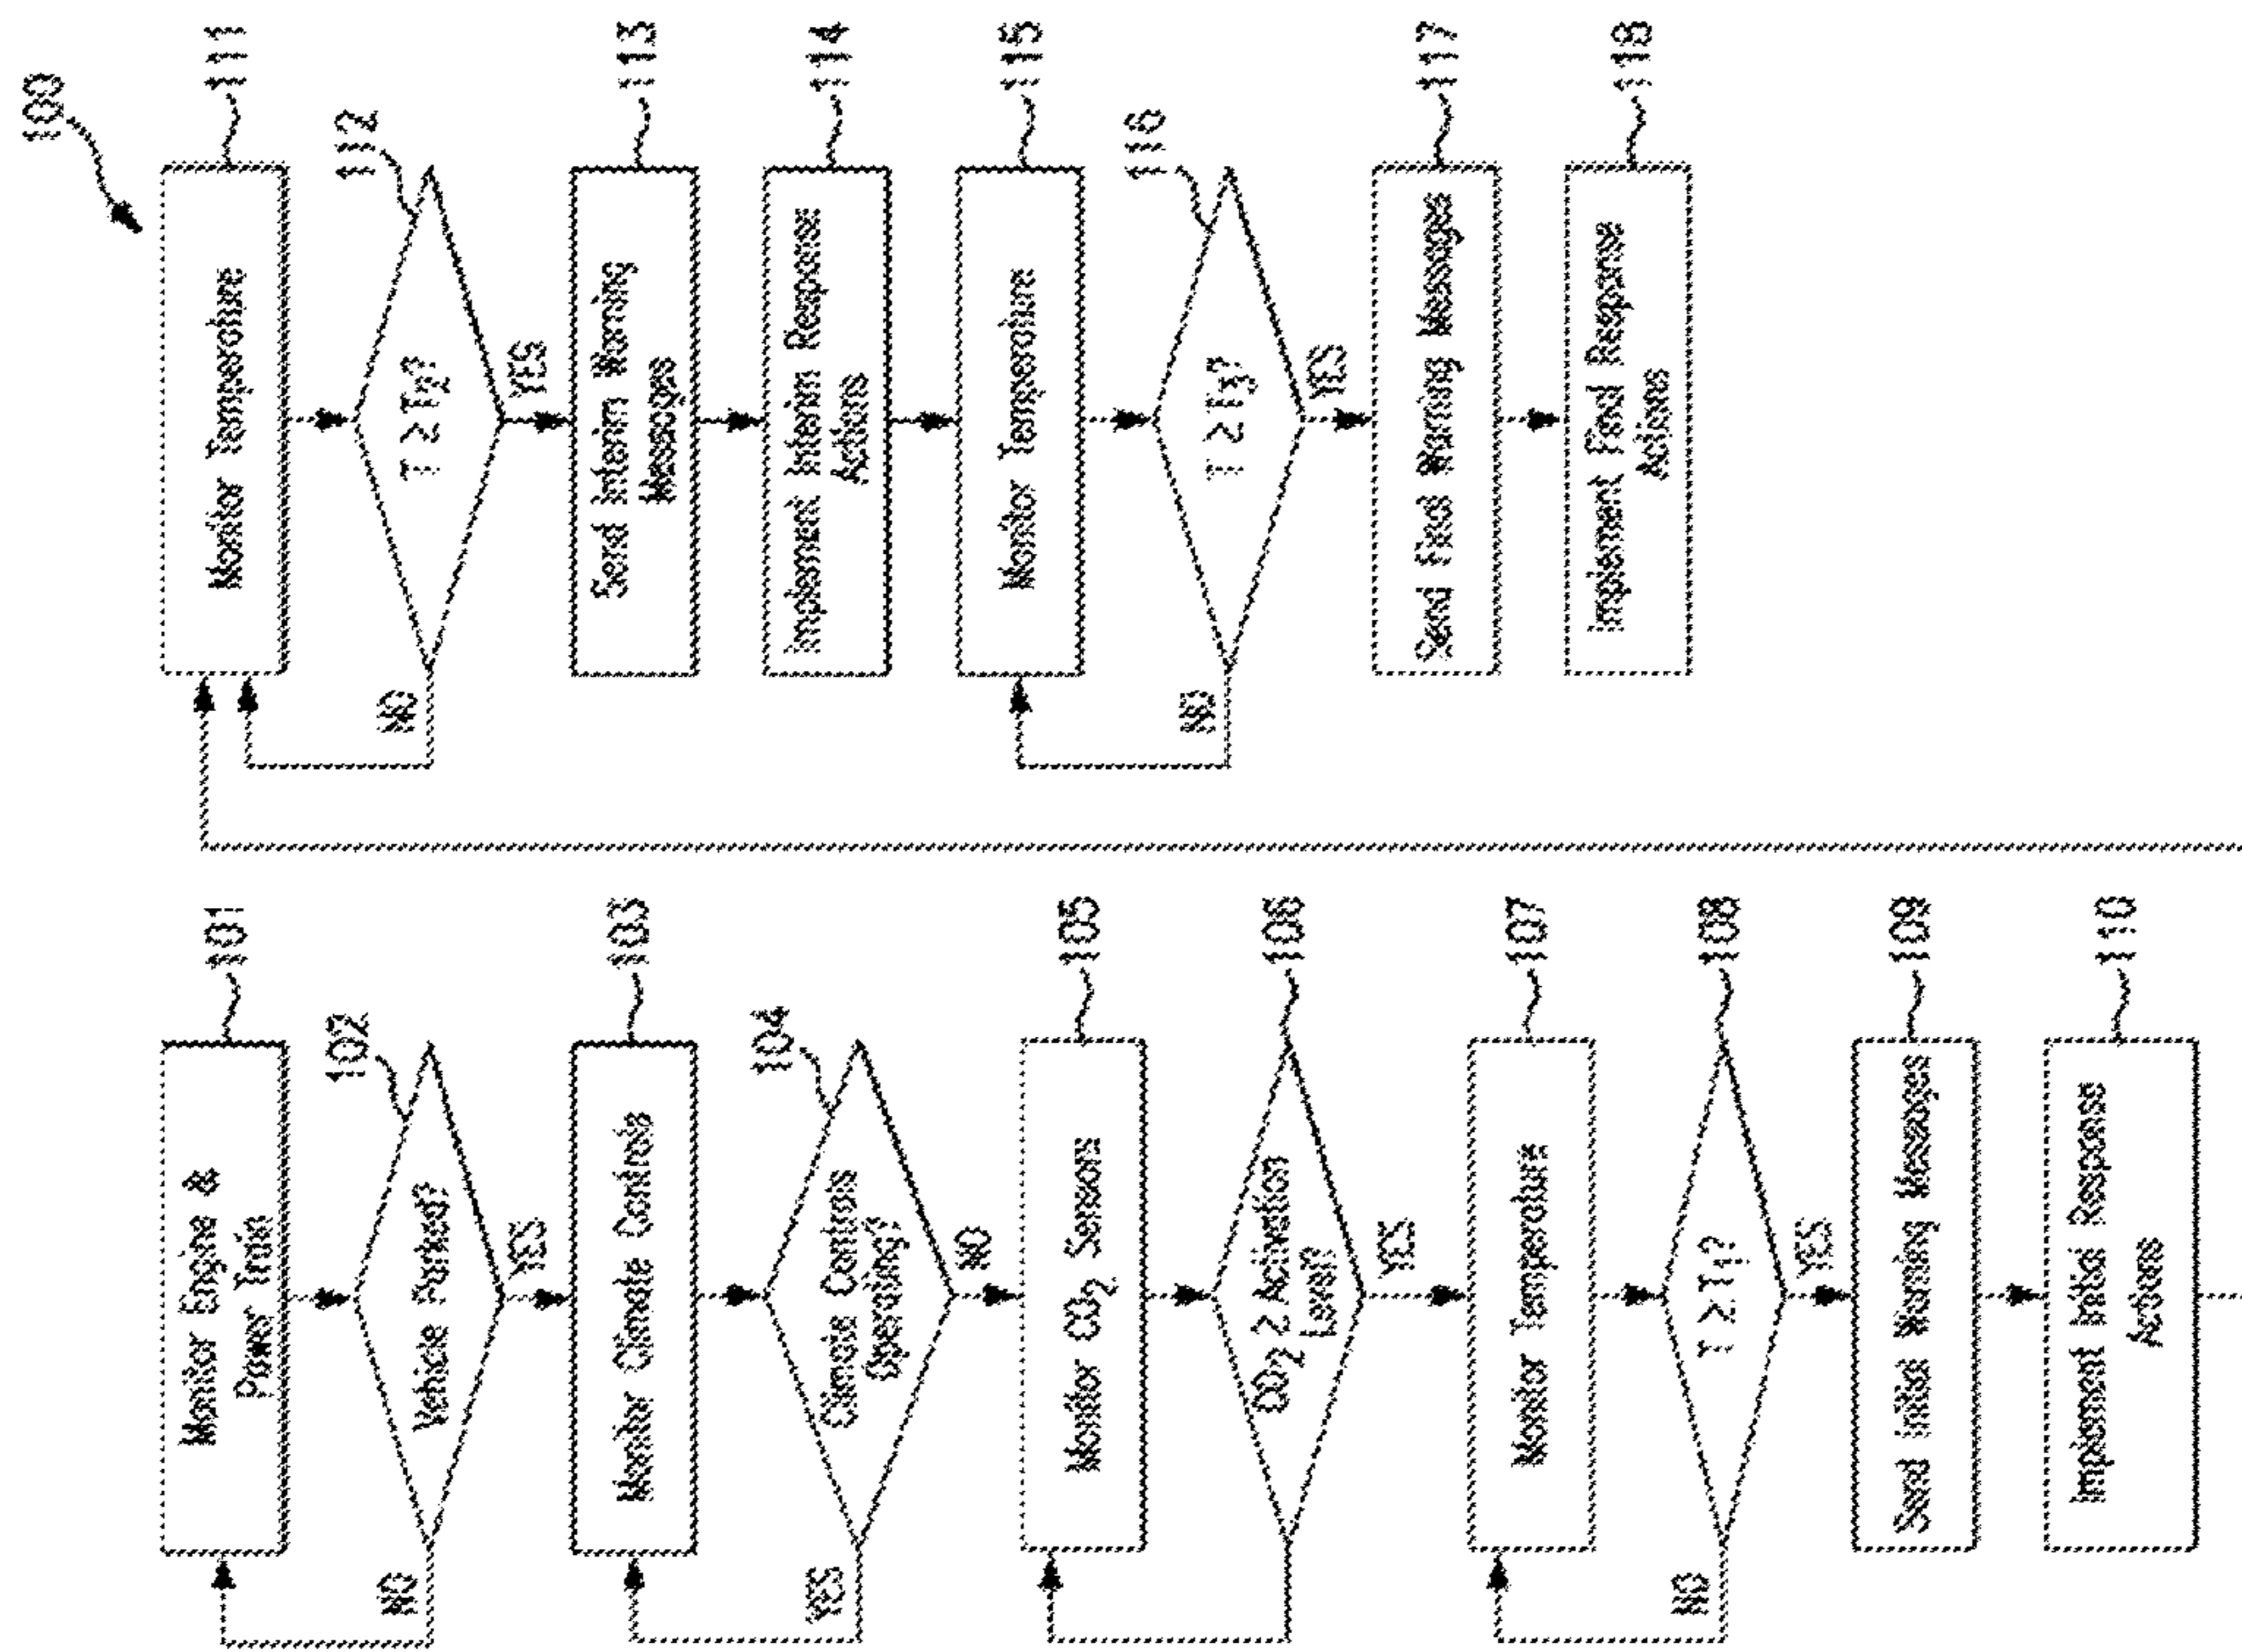 100
Monitor Engine &
Power Train
101
Vehicle Parked?
102
NO
YES
Monitor Climate Controls
103
Climate Controls
Operating?
104
YES
NO
Monitor CO₂ Sensors
105
CO₂ ≥ Activation
Level?
106
YES
Monitor Temperature
107
T ≥ T₁?
108
NO
YES
Send Initial Warning Messages
109
Implement Initial Response
Actions
110
Monitor Temperature
111
112
NO
YES
Send Interim Warning
Messages
113
Implement Interim Response
Actions
114
Monitor Temperature
115
116
NO
YES
Send Final Warning Messages
117
Implement Final Response
Actions
118